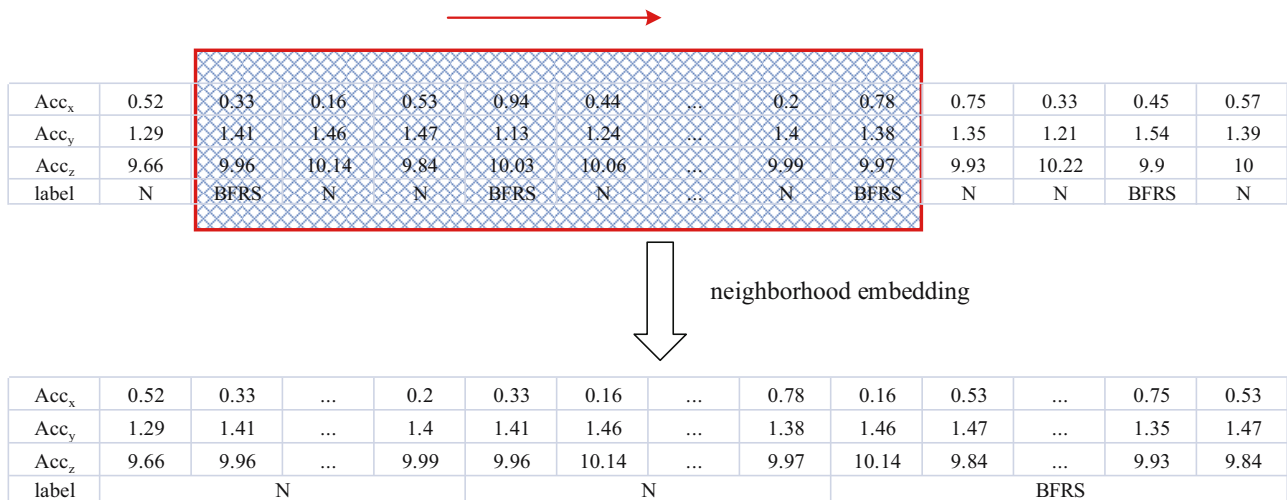 Acc_x 0.52 0.33 0.16 0.53 0.94 0.44 ... 0.2 0.78 0.75 0.33 0.45 0.57
Acc_y 1.29 1.41 1.46 1.47 1.13 1.24 ... 1.4 1.38 1.35 1.21 1.54 1.39
Acc_z 9.66 9.96 10.14 9.84 10.03 10.06 ... 9.99 9.97 9.93 10.22 9.9 10
label N BFRS N N BFRS N ... N BFRS N N BFRS N
neighborhood embedding
Acc_x 0.52 0.33 ... 0.2 0.33 0.16 ... 0.78 0.16 0.53 ... 0.75 0.53
Acc_y 1.29 1.41 ... 1.4 1.41 1.46 ... 1.38 1.46 1.47 ... 1.35 1.47
Acc_z 9.66 9.96 ... 9.99 9.96 10.14 ... 9.97 10.14 9.84 ... 9.93 9.84
label N N BFRS